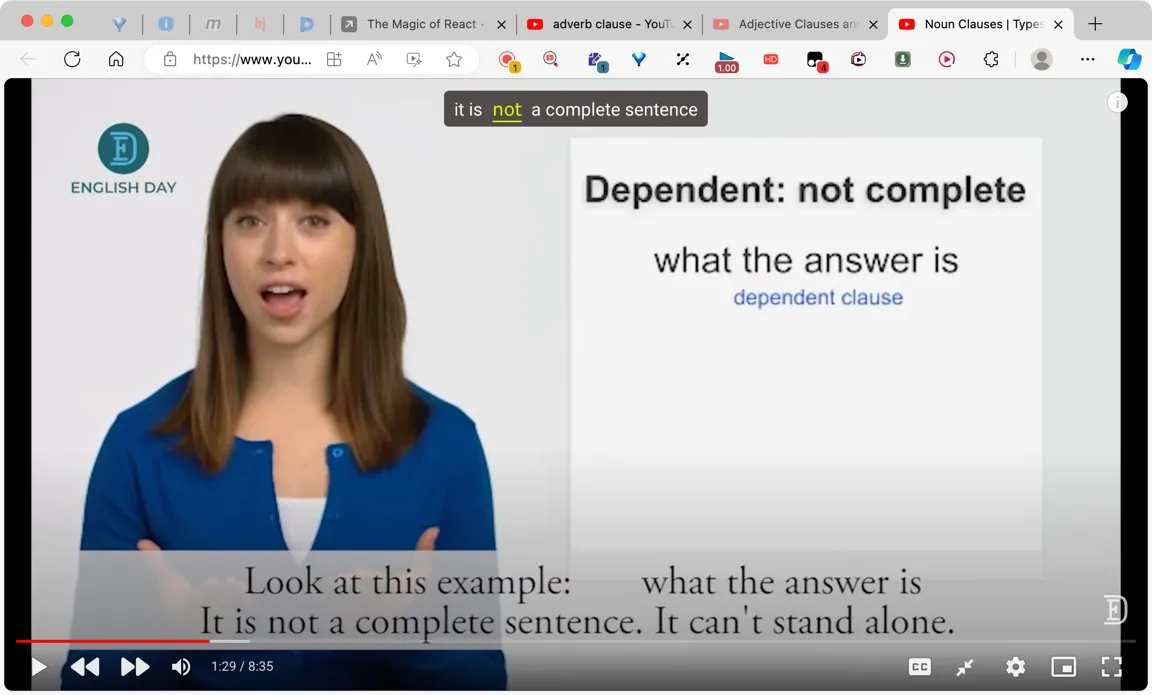 The Magic of React -
adverb clause - YouTu
Adjective Clauses an
Noun Clauses | Types
https://www.you...
1
1
1.00
HD
4
it is not a complete sentence
ENGLISH DAY
Dependent: not complete
what the answer is
dependent clause
Look at this example: what the answer is
It is not a complete sentence. It can't stand alone.
1:29 / 8:35
CC